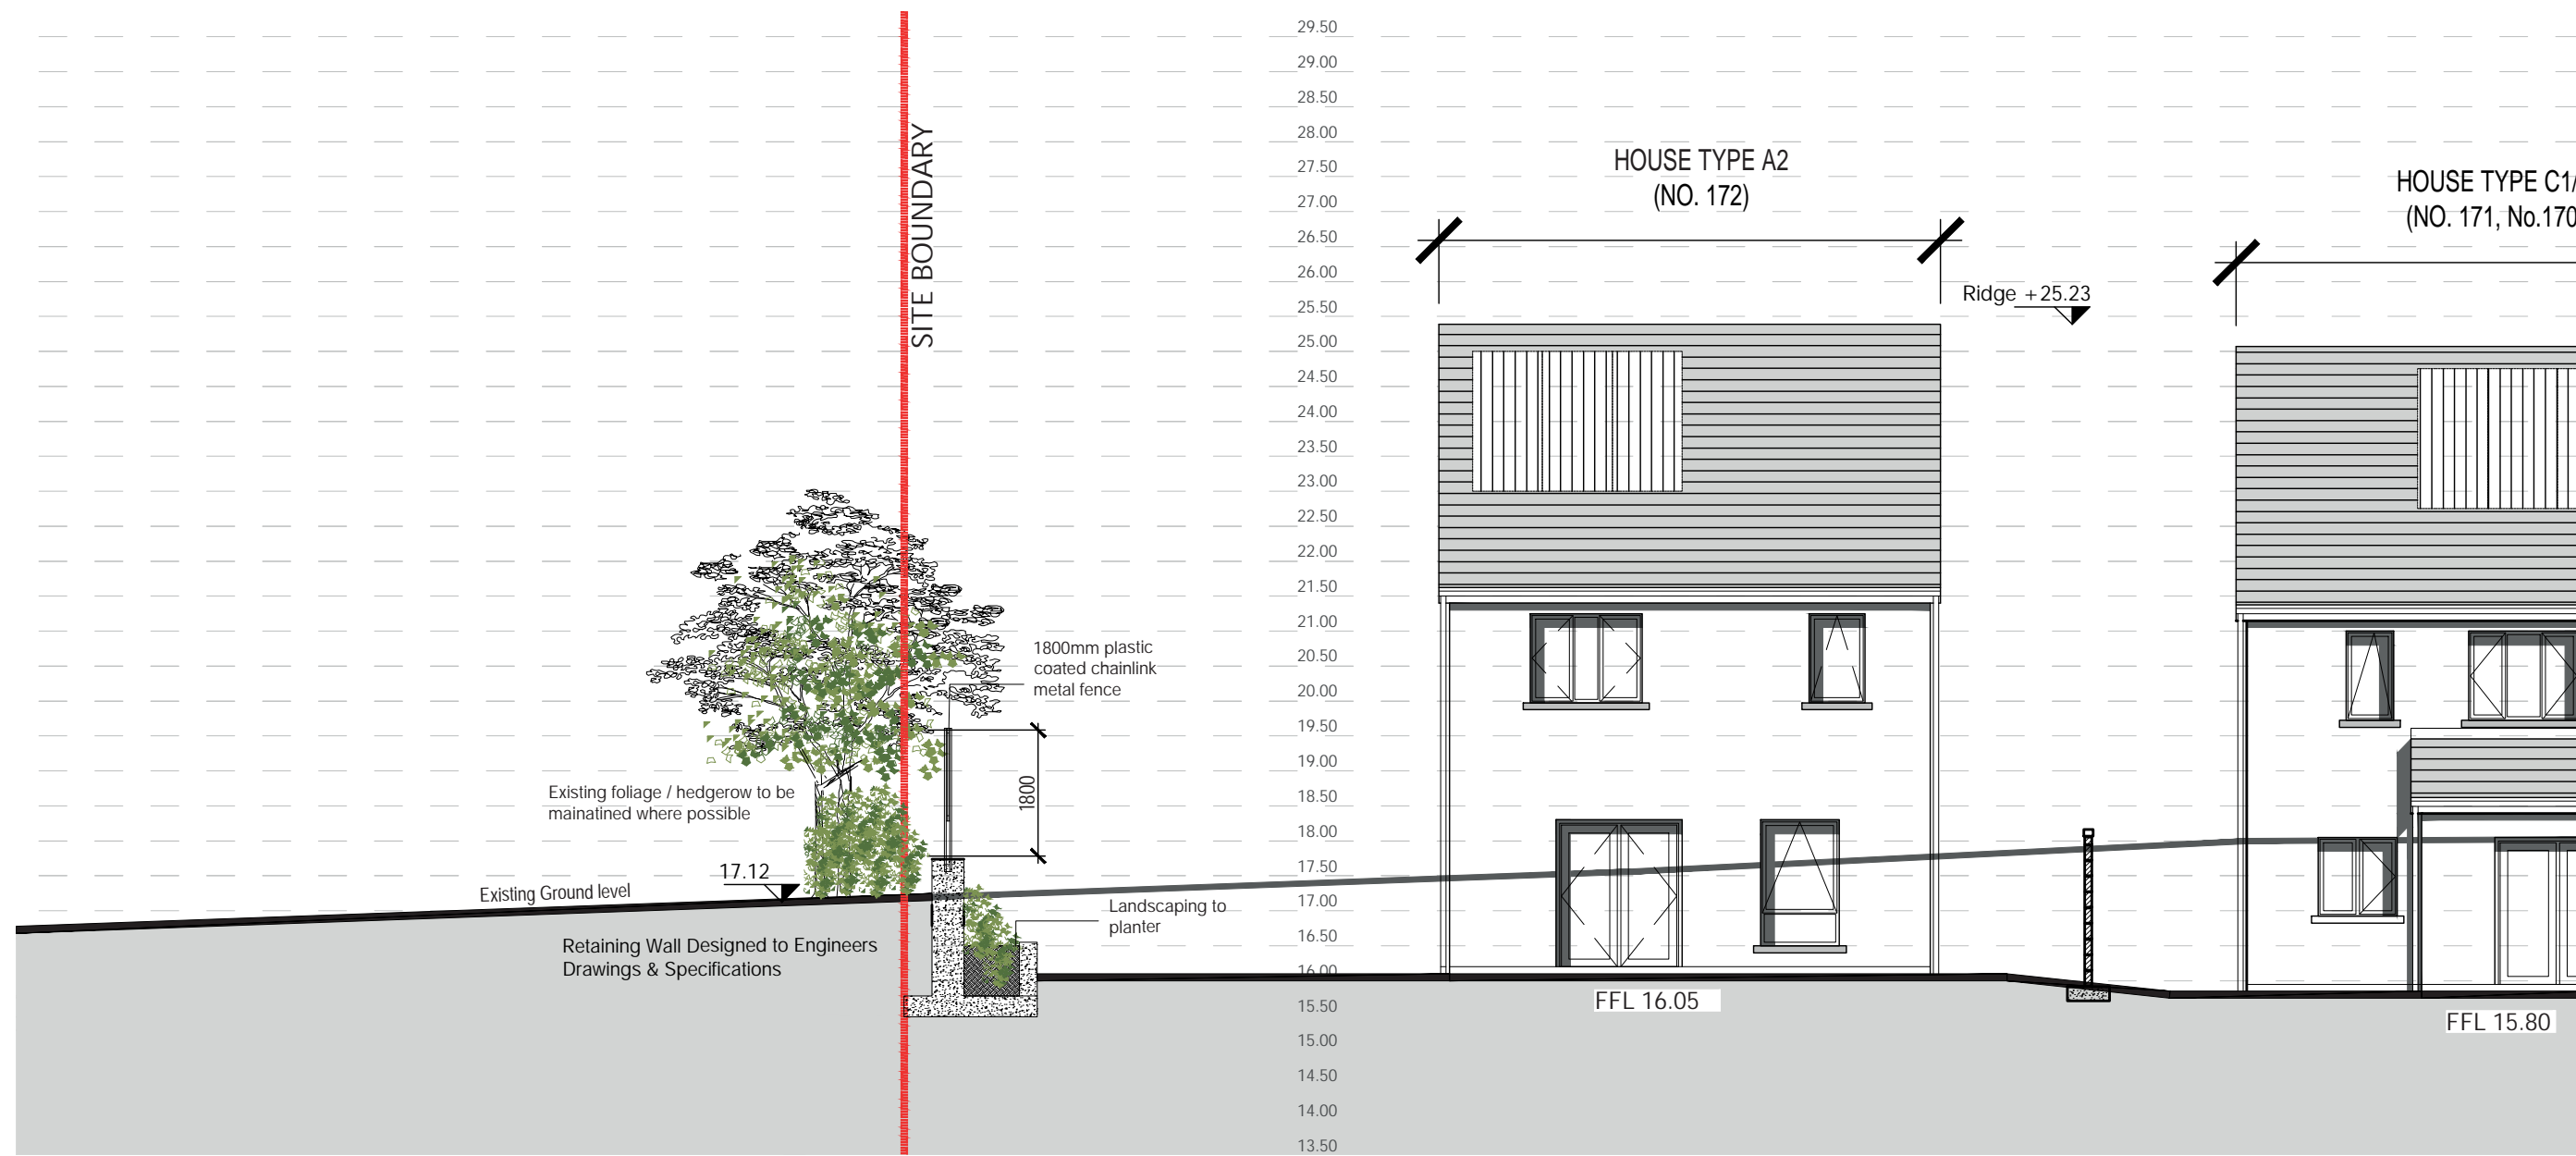 29.50
29.00
28.50
28.00
27.50
27.00
26.50
26.00
25.50
25.00
24.50
24.00
23.50
23.00
22.50
22.00
21.50
21.00
20.50
20.00
19.50
19.00
18.50
18.00
17.50
17.00
16.50
16.00
15.50
15.00
14.50
14.00
13.50
SITE BOUNDARY
HOUSE TYPE A2
(NO. 172)
HOUSE TYPE C1/
(NO. 171, No.170
Ridge +25.23
1800mm plastic
coated chainlink
metal fence
1800
Existing foliage / hedgerow to be
mainatined where possible
17.12
Existing Ground level
Landscaping to
planter
Retaining Wall Designed to Engineers
Drawings & Specifications
FFL 16.05
FFL 15.80